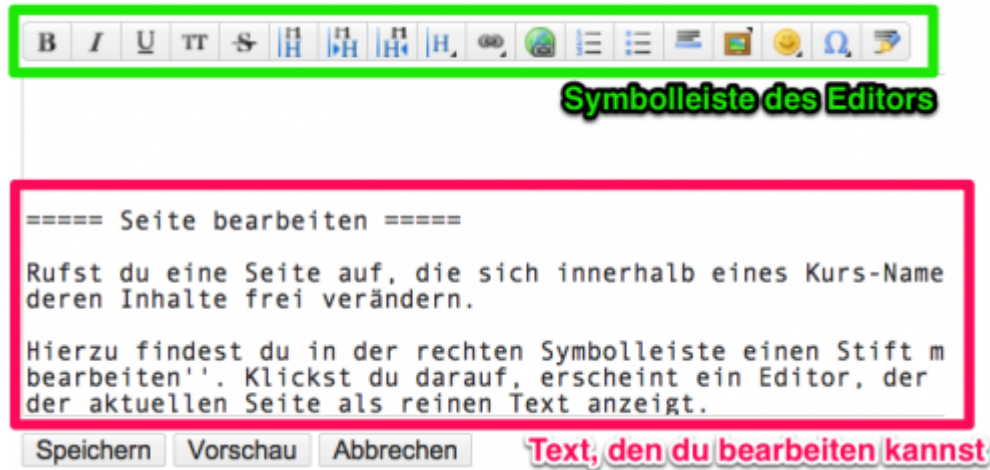 B I U TT S
Symbolleiste des Editors
===== Seite bearbeiten =====
Rufst du eine Seite auf, die sich innerhalb eines Kurs-Name
deren Inhalte frei verändern.
Hierzu findest du in der rechten Symbolleiste einen Stift m
bearbeiten''. Klickst du darauf, erscheint ein Editor, der
der aktuellen Seite als reinen Text anzeigt.
Speichern Vorschau Abbrechen
Text, den du bearbeiten kannst